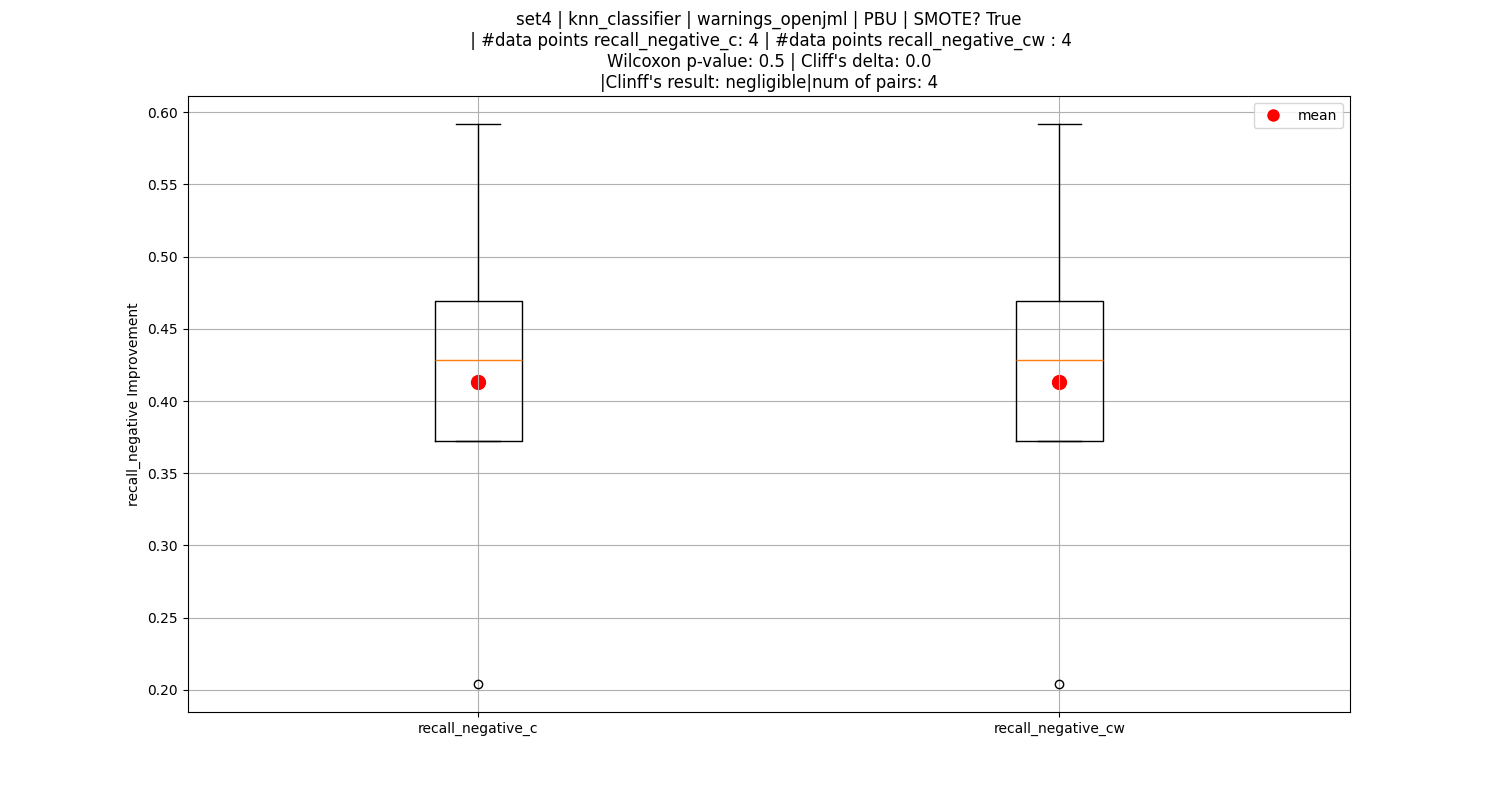 set4 | knn_classifier | warnings_openjml | PBU | SMOTE? True
| #data points recall_negative_c: 4 | #data points recall_negative_cw : 4
Wilcoxon p-value: 0.5 | Cliff's delta: 0.0
|Clinff's result: negligible|num of pairs: 4
mean
recall_negative Improvement
0.60
0.55
0.50
0.45
0.40
0.35
0.30
0.25
0.20
recall_negative_c
recall_negative_cw